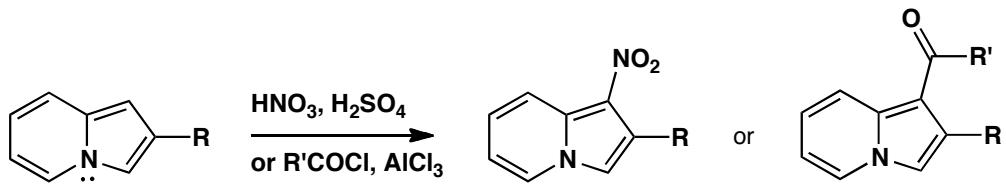 R
N
HNO₃, H₂SO₄
or R'COCl, AlCl₃
NO₂
R
N
or
O
R'
R
N